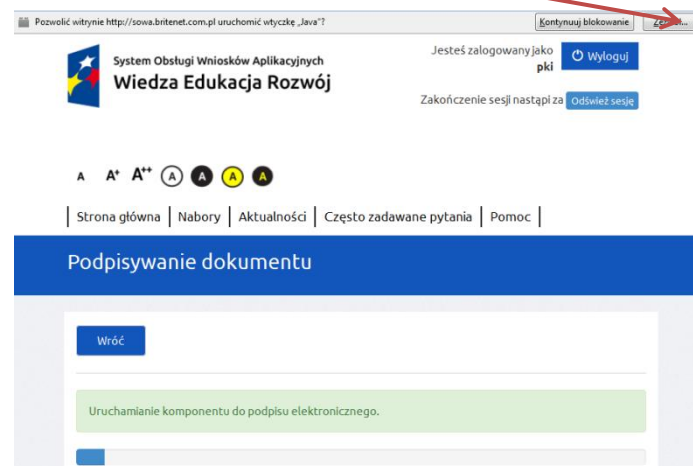 Pozwolić witrynie http://sowa.britenet.com.pl uruchomić wtyczkę „Java"?
Kontynuuj blokowanie
System Obsługi Wniosków Aplikacyjnych
Wiedza Edukacja Rozwój
Jesteś zalogowany jako
pki
Wyloguj
Zakończenie sesji nastąpi za Odśwież sesję
A A+ A++ A A A A
Strona główna | Nabory | Aktualności | Często zadawane pytania | Pomoc |
Podpisywanie dokumentu
Wróć
Uruchamianie komponentu do podpisu elektronicznego.